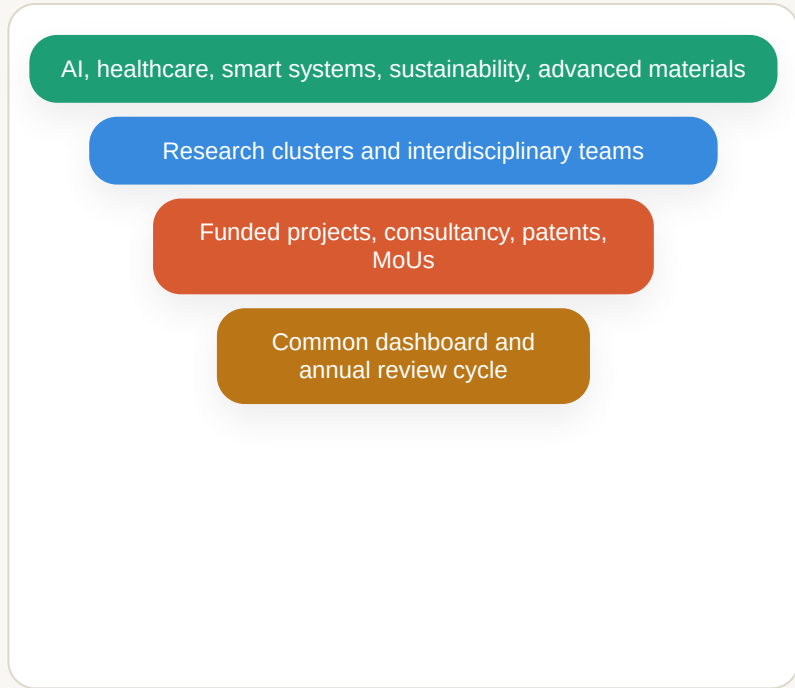 AI, healthcare, smart systems, sustainability, advanced materials
Research clusters and interdisciplinary teams
Funded projects, consultancy, patents,
MoUs
Common dashboard and
annual review cycle